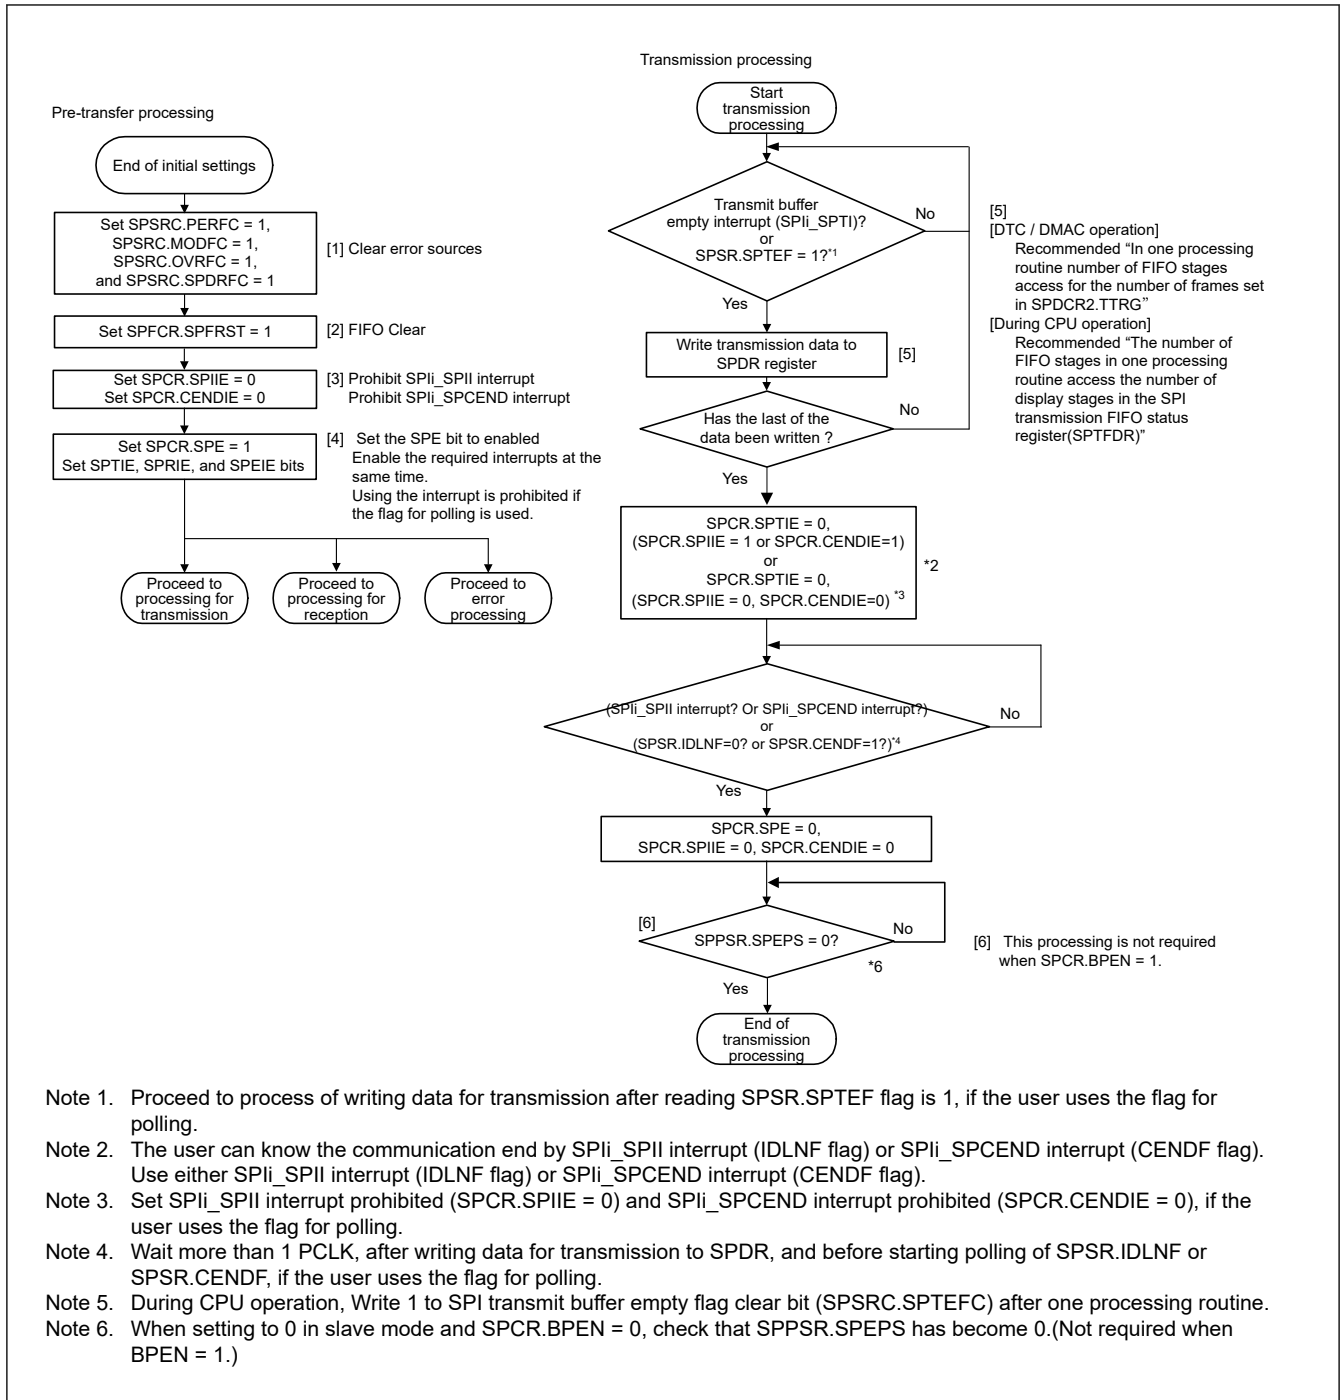 Pre-transfer processing
End of initial settings
Set SPSRC.PERFC = 1,
SPSRC.MODFC = 1,
SPSRC.OVRFC = 1,
and SPSRC.SPDRFC = 1
[1] Clear error sources
Set SPFCR.SPFRST = 1
[2] FIFO Clear
Set SPCR.SPIIE = 0
Set SPCR.CENDIE = 0
[3] Prohibit SPIi_SPII interrupt
Prohibit SPIi_SPCEND interrupt
Set SPCR.SPE = 1
Set SPTIE, SPRIE, and SPEIE bits
[4] Set the SPE bit to enabled
Enable the required interrupts at the
same time.
Using the interrupt is prohibited if
the flag for polling is used.
Proceed to
processing for
transmission
Proceed to
processing for
reception
Proceed to
error
processing
Transmission processing
Start
transmission
processing
Transmit buffer
empty interrupt (SPIi_SPTI)?
or
SPSR.SPTEF = 1?*1
No
Yes
Write transmission data to
SPDR register
[5]
Has the last of the
data been written ?
No
Yes
SPCR.SPTIE = 0,
(SPCR.SPIIE = 1 or SPCR.CENDIE=1)
or
SPCR.SPTIE = 0,
(SPCR.SPIIE = 0, SPCR.CENDIE=0) *3
*2
(SPIi_SPII interrupt? Or SPIi_SPCEND interrupt?)
or
(SPSR.IDLNF=0? or SPSR.CENDF=1?)*4
No
Yes
SPCR.SPE = 0,
SPCR.SPIIE = 0, SPCR.CENDIE = 0
[6]
SPPSR.SPEPS = 0?
No
*6
Yes
End of
transmission
processing
[5]
[DTC / DMAC operation]
Recommended “In one processing
routine number of FIFO stages
access for the number of frames set
in SPDCR2.TTRG”
[During CPU operation]
Recommended “The number of
FIFO stages in one processing
routine access the number of
display stages in the SPI
transmission FIFO status
register(SPTFDR)”
[6] This processing is not required
when SPCR.BPEN = 1.
Note 1. Proceed to process of writing data for transmission after reading SPSR.SPTEF flag is 1, if the user uses the flag for
polling.
Note 2. The user can know the communication end by SPIi_SPII interrupt (IDLNF flag) or SPIi_SPCEND interrupt (CENDF flag).
Use either SPIi_SPII interrupt (IDLNF flag) or SPIi_SPCEND interrupt (CENDF flag).
Note 3. Set SPIi_SPII interrupt prohibited (SPCR.SPIIE = 0) and SPIi_SPCEND interrupt prohibited (SPCR.CENDIE = 0), if the
user uses the flag for polling.
Note 4. Wait more than 1 PCLK, after writing data for transmission to SPDR, and before starting polling of SPSR.IDLNF or
SPSR.CENDF, if the user uses the flag for polling.
Note 5. During CPU operation, Write 1 to SPI transmit buffer empty flag clear bit (SPSRC.SPTEFC) after one processing routine.
Note 6. When setting to 0 in slave mode and SPCR.BPEN = 0, check that SPPSR.SPEPS has become 0.(Not required when
BPEN = 1.)